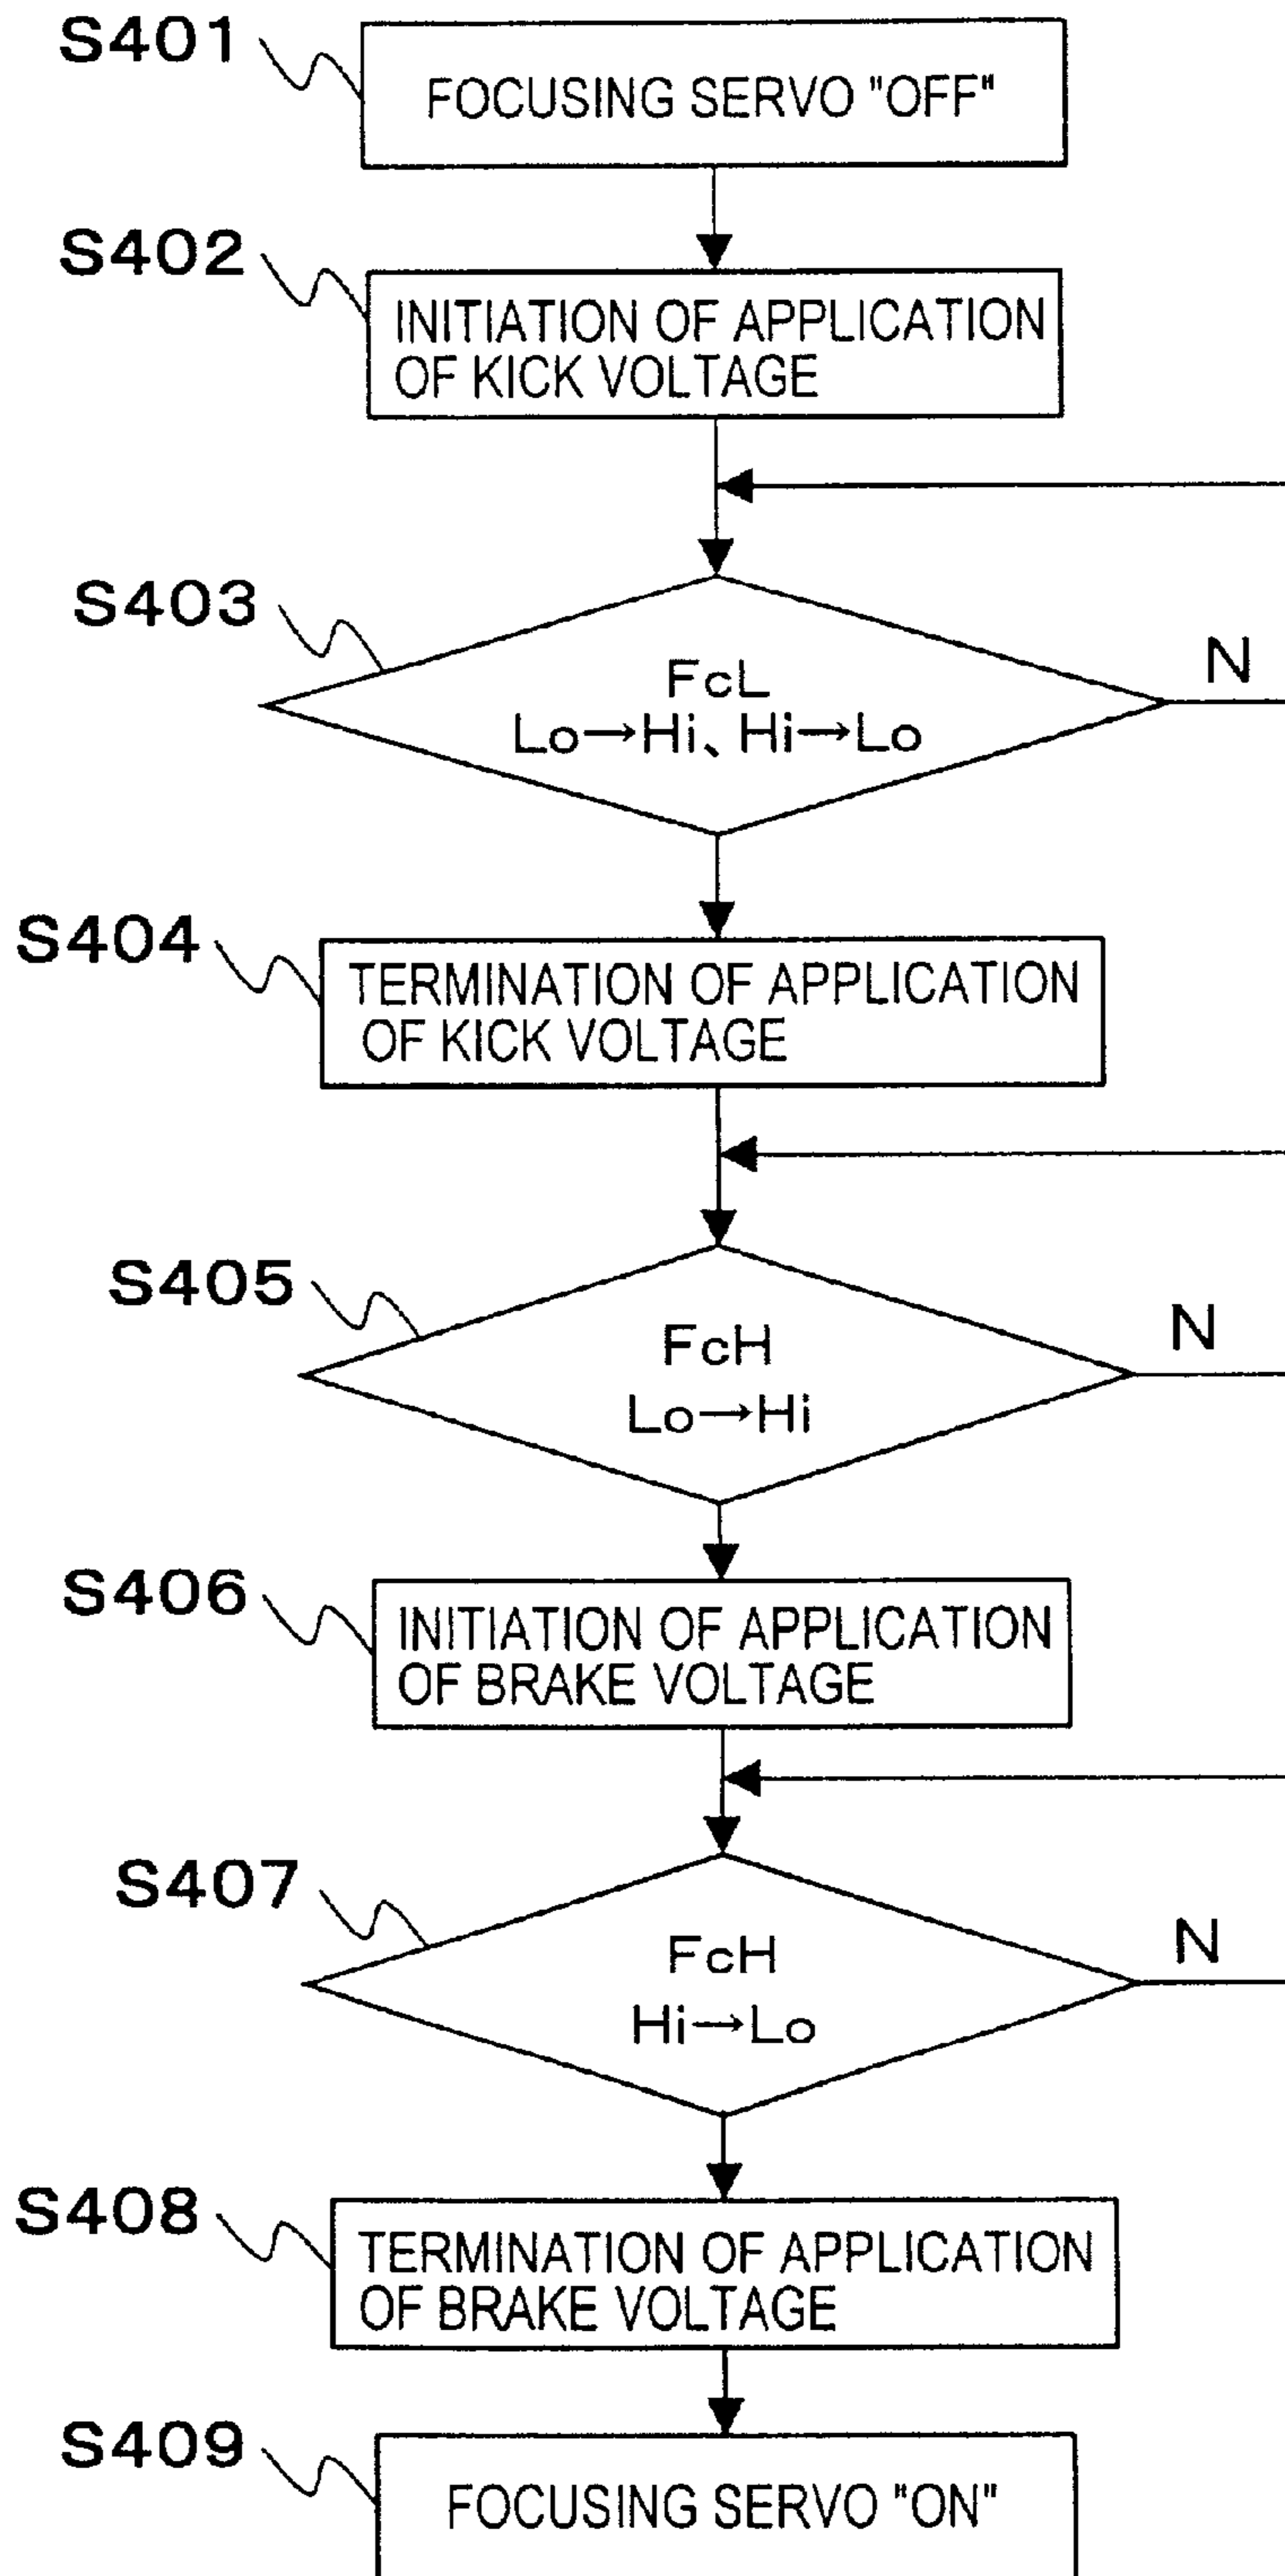 S401
FOCUSING SERVO "OFF"
S402
INITIATION OF APPLICATION
OF KICK VOLTAGE
S403
N
FcL
Lo→Hi、Hi→Lo
S404
TERMINATION OF APPLICATION
OF KICK VOLTAGE
S405
N
FcH
Lo→Hi
S406
INITIATION OF APPLICATION
OF BRAKE VOLTAGE
S407
N
FcH
Hi→Lo
S408
TERMINATION OF APPLICATION
OF BRAKE VOLTAGE
S409
FOCUSING SERVO "ON"